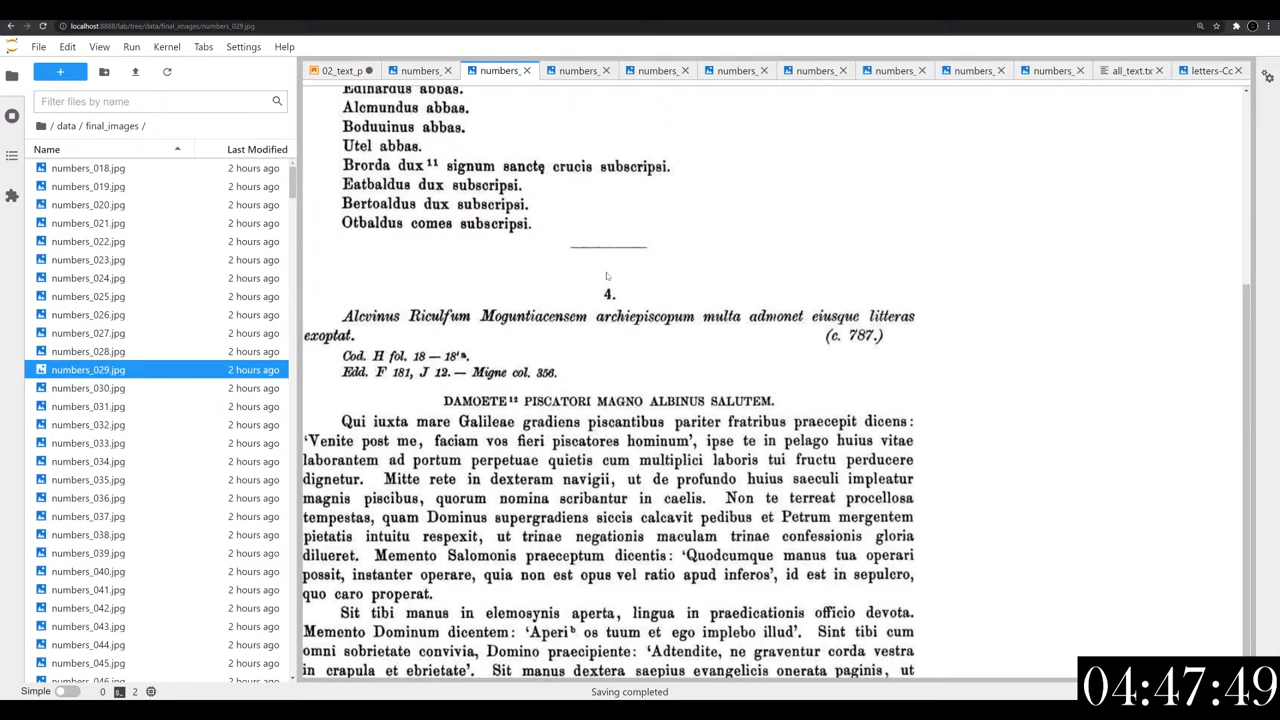 localhost:8888/lab/tree/data/final_images/numbers_029.jpg
File Edit View Run Kernel Tabs Settings Help
+
02_text_p
numbers_
numbers_
numbers_
numbers_
numbers_
numbers_
numbers_
numbers_
numbers_
all_text.tx
letters-Cc
Filter files by name
/ data / final_images /
Name Last Modified
numbers_018.jpg 2 hours ago
numbers_019.jpg 2 hours ago
numbers_020.jpg 2 hours ago
numbers_021.jpg 2 hours ago
numbers_022.jpg 2 hours ago
numbers_023.jpg 2 hours ago
numbers_024.jpg 2 hours ago
numbers_025.jpg 2 hours ago
numbers_026.jpg 2 hours ago
numbers_027.jpg 2 hours ago
numbers_028.jpg 2 hours ago
numbers_029.jpg 2 hours ago
numbers_030.jpg 2 hours ago
numbers_031.jpg 2 hours ago
numbers_032.jpg 2 hours ago
numbers_033.jpg 2 hours ago
numbers_034.jpg 2 hours ago
numbers_035.jpg 2 hours ago
numbers_036.jpg 2 hours ago
numbers_037.jpg 2 hours ago
numbers_038.jpg 2 hours ago
numbers_039.jpg 2 hours ago
numbers_040.jpg 2 hours ago
numbers_041.jpg 2 hours ago
numbers_042.jpg 2 hours ago
numbers_043.jpg 2 hours ago
numbers_044.jpg 2 hours ago
numbers_045.jpg 2 hours ago
numbers_046.jpg 2 hours ago
abbas.
Alcmundus abbas.
Boduuinus abbas.
Utel abbas.
Brorda dux¹¹ signum sanctę crucis subscripsi.
Eatbaldus dux subscripsi.
Bertoaldus dux subscripsi.
Otbaldus comes subscripsi.
4.
Alcvinus Riculfum Moguntiacensem archiepiscopum multa admonet eiusque litteras
exoptat. (c. 787.)
Cod. H fol. 18 — 18'ᵃ.
Edd. F 181, J 12. — Migne col. 356.
DAMOETE¹² PISCATORI MAGNO ALBINUS SALUTEM.
Qui iuxta mare Galileae gradiens piscantibus pariter fratribus praecepit dicens:
'Venite post me, faciam vos fieri piscatores hominum', ipse te in pelago huius vitae
laborantem ad portum perpetuae quietis cum multiplici laboris tui fructu perducere
dignetur. Mitte rete in dexteram navigii, ut de profundo huius saeculi impleatur
magnis piscibus, quorum nomina scribantur in caelis. Non te terreat procellosa
tempestas, quam Dominus supergradiens siccis calcavit pedibus et Petrum mergentem
pietatis intuitu respexit, ut trinae negationis maculam trinae confessionis gloria
dilueret. Memento Salomonis praeceptum dicentis: 'Quodcumque manus tua operari
possit, instanter operare, quia non est opus vel ratio apud inferos', id est in sepulcro,
quo caro properat.
Sit tibi manus in elemosynis aperta, lingua in praedicationis officio devota.
Memento Dominum dicentem: 'Aperiᵇ os tuum et ego implebo illud'. Sint tibi cum
omni sobrietate convivia, Domino praecipiente: 'Adtendite, ne graventur corda vestra
in crapula et ebrietate'. Sit manus dextera saepius evangelicis onerata paginis, ut
Simple 0 2 Saving completed
04:47:49